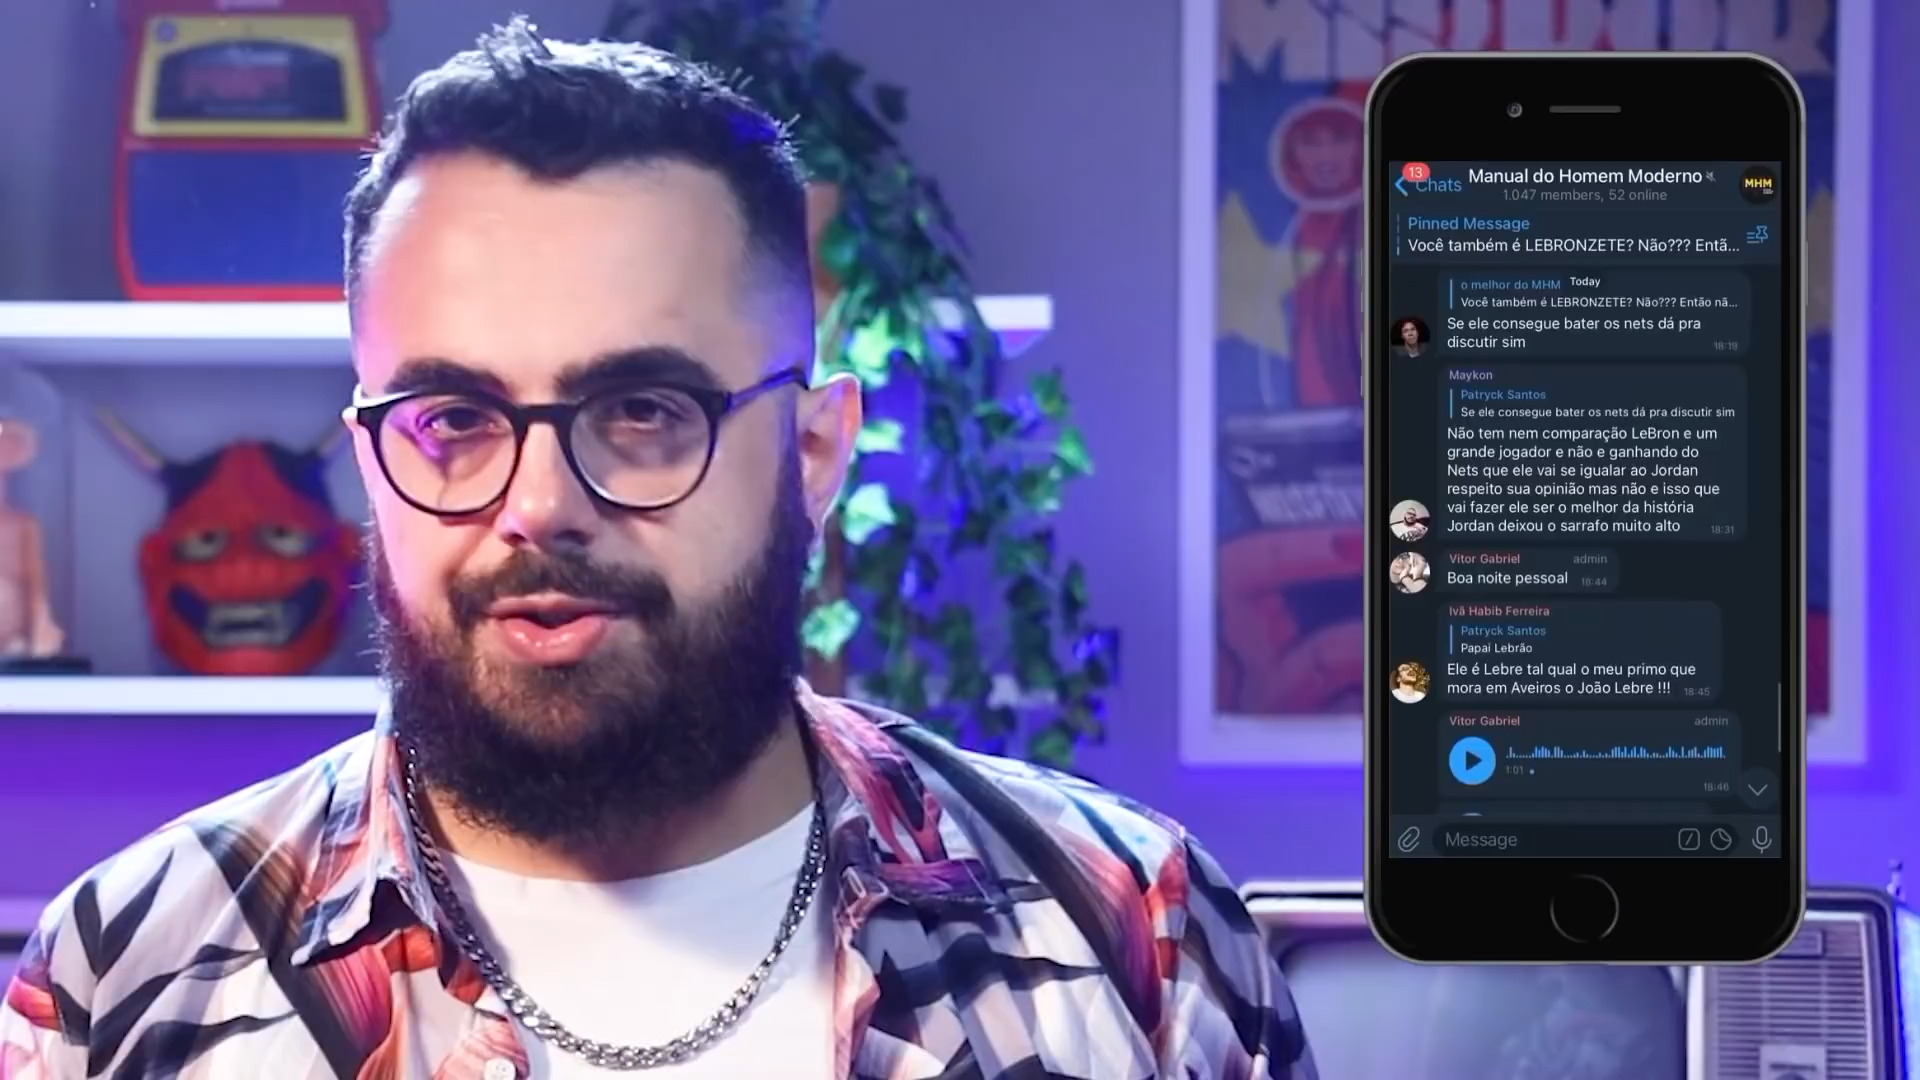 13
Chats
Manual do Homem Moderno
1.047 members, 52 online
MHM
Pinned Message
Você também é LEBRONZETE? Não??? Entã...
Today
o melhor do MHM
Você também é LEBRONZETE? Não??? Então nã...
Se ele consegue bater os nets dá pra
discutir sim
18:19
Maykon
Patryck Santos
Se ele consegue bater os nets dá pra discutir sim
Não tem nem comparação LeBron e um
grande jogador e não e ganhando do
Nets que ele vai se igualar ao Jordan
respeito sua opinião mas não e isso que
vai fazer ele ser o melhor da história
Jordan deixou o sarrafo muito alto
18:31
Vitor Gabriel admin
Boa noite pessoal
18:44
Ivã Habib Ferreira
Patryck Santos
Papai Lebrão
Ele é Lebre tal qual o meu primo que
mora em Aveiros o João Lebre !!!
18:45
Vitor Gabriel admin
1:01
18:46
Message